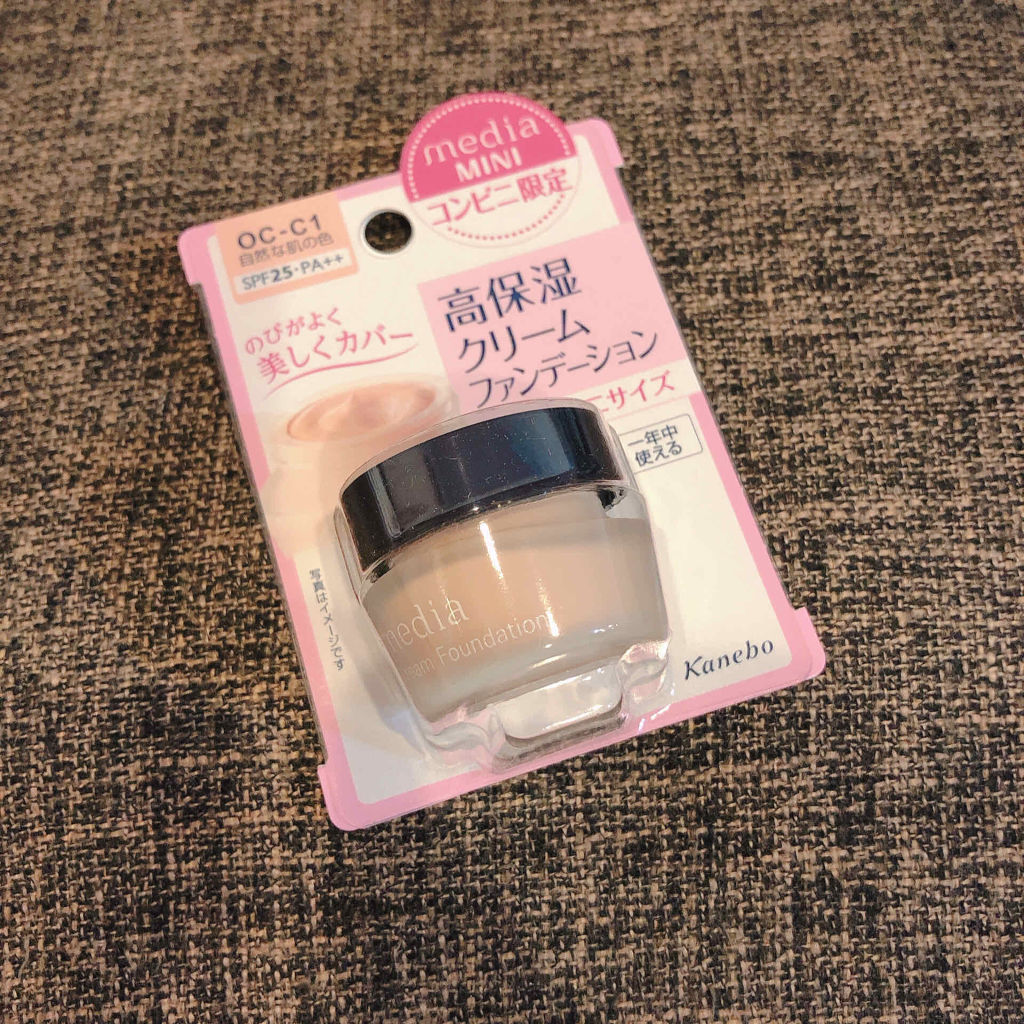 media
MINI
コンビニ限定
OC-C1
自然な肌の色
SPF25・PA++
のびがよく
美しくカバー
高保湿
クリーム
ファンデーション
ニサイズ
一年中
使える
写真はイメージです
media
eam Foundation
Kanebo